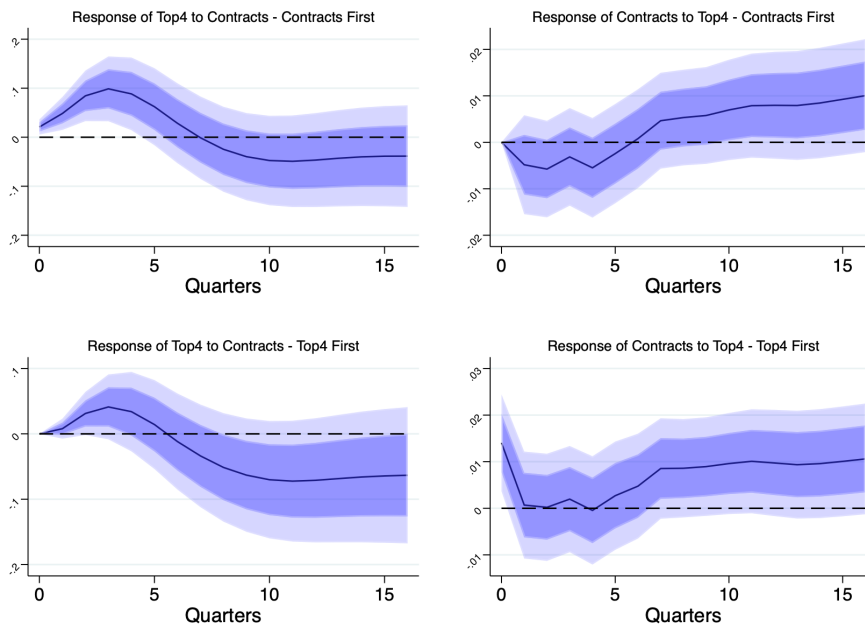 Response of Top4 to Contracts - Contracts First
.2
.1
0
-.1
-.2
0 5 10 15
Quarters
Response of Contracts to Top4 - Contracts First
.02
.01
0
-.01
-.02
0 5 10 15
Quarters
Response of Top4 to Contracts - Top4 First
.1
0
-.1
-.2
0 5 10 15
Quarters
Response of Contracts to Top4 - Top4 First
.03
.02
.01
0
-.01
0 5 10 15
Quarters